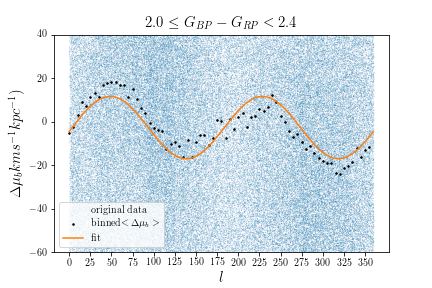 2.0 ≤ G_BP − G_RP < 2.4
40
20
0
−20
−40
−60
Δμ_b kms^−1 kpc^−1)
original data
binned<Δμ_b>
fit
0 25 50 75 100 125 150 175 200 225 250 275 300 325 350
l